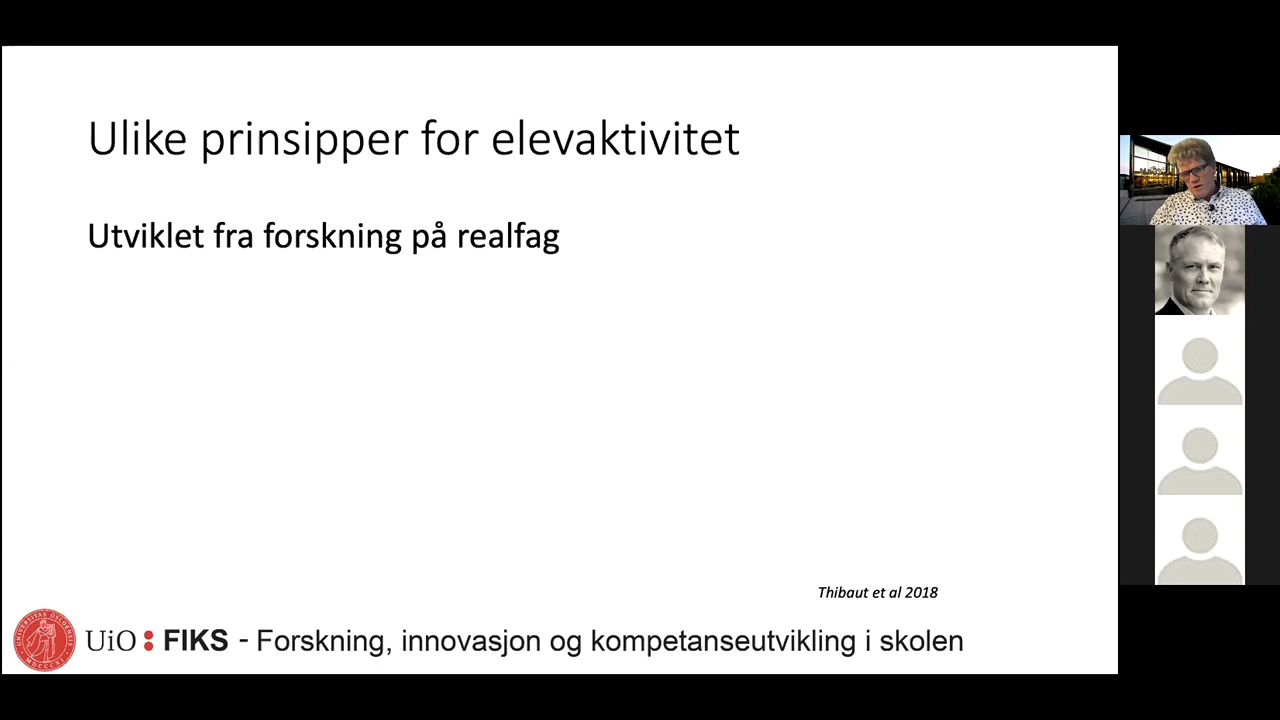 Ulike prinsipper for elevaktivitet
Utviklet fra forskning på realfag
Thibaut et al 2018
UiO : FIKS - Forskning, innovasjon og kompetanseutvikling i skolen